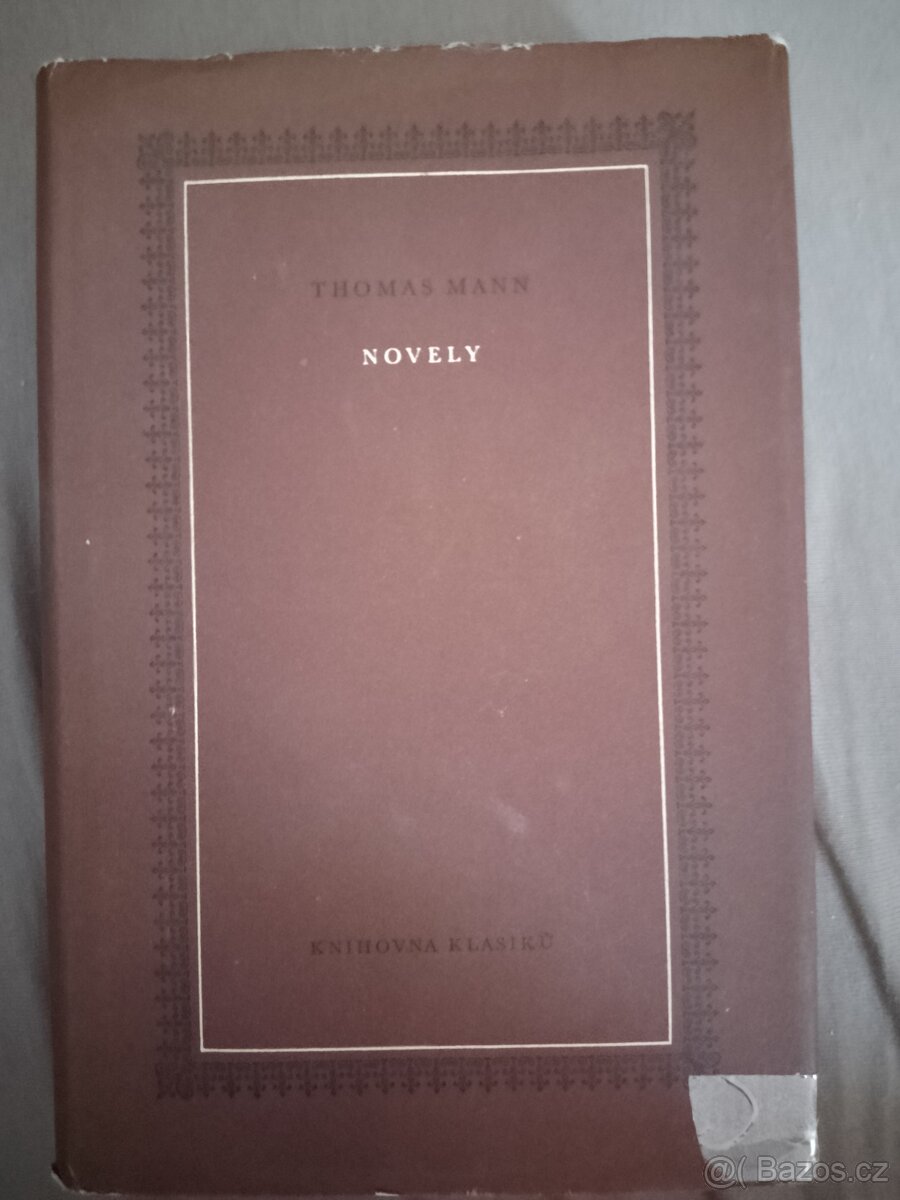 THOMAS MANN
NOVELY
KNIHOVNA KLASIKŮ
@( Bazos.cz